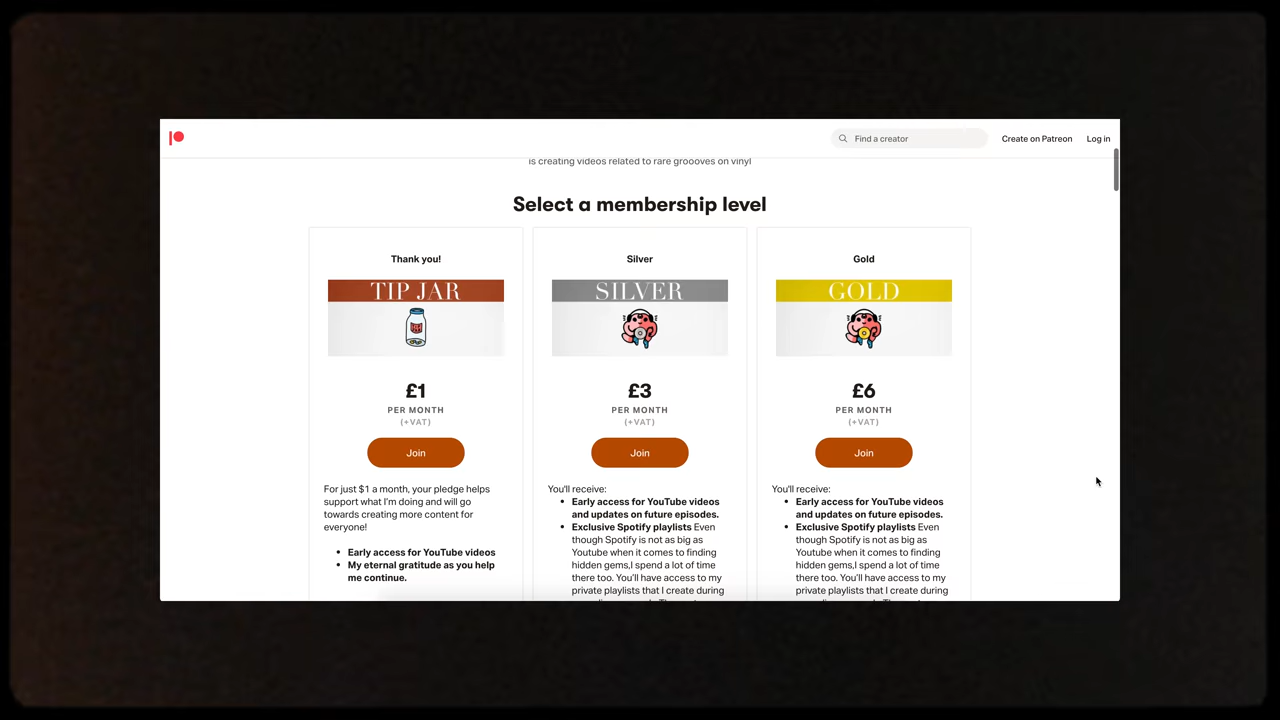 Find a creator
Create on Patreon
Log in
is creating videos related to rare groooves on vinyl
Select a membership level
Thank you!
TIP JAR
£1
PER MONTH
(+VAT)
Join
For just $1 a month, your pledge helps
support what I'm doing and will go
towards creating more content for
everyone!
• Early access for YouTube videos
• My eternal gratitude as you help
me continue.
Silver
SILVER
£3
PER MONTH
(+VAT)
Join
You'll receive:
• Early access for YouTube videos
and updates on future episodes.
• Exclusive Spotify playlists Even
though Spotify is not as big as
Youtube when it comes to finding
hidden gems,I spend a lot of time
there too. You'll have access to my
private playlists that I create during
Gold
GOLD
£6
PER MONTH
(+VAT)
Join
You'll receive:
• Early access for YouTube videos
and updates on future episodes.
• Exclusive Spotify playlists Even
though Spotify is not as big as
Youtube when it comes to finding
hidden gems,I spend a lot of time
there too. You'll have access to my
private playlists that I create during